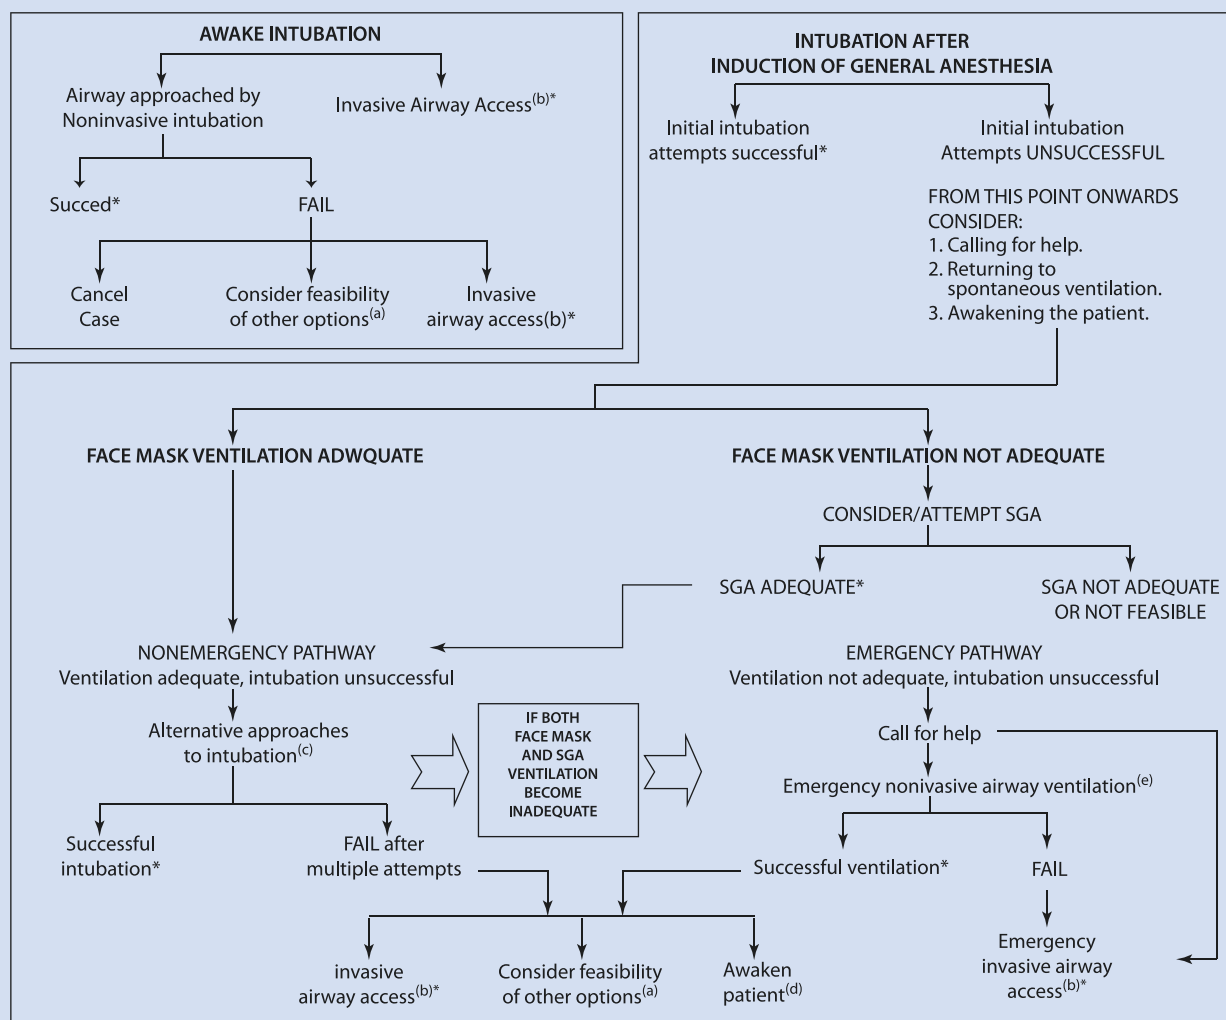 AWAKE INTUBATION
Airway approached by
Noninvasive intubation
Invasive Airway Access(b)*
Succed*
FAIL
Cancel
Case
Consider feasibility
of other options(a)
Invasive
airway access(b)*
INTUBATION AFTER
INDUCTION OF GENERAL ANESTHESIA
Initial intubation
attempts successful*
Initial intubation
Attempts UNSUCCESSFUL
FROM THIS POINT ONWARDS
CONSIDER:
1. Calling for help.
2. Returning to
spontaneous ventilation.
3. Awakening the patient.
FACE MASK VENTILATION ADWQUATE
FACE MASK VENTILATION NOT ADEQUATE
CONSIDER/ATTEMPT SGA
SGA ADEQUATE*
SGA NOT ADEQUATE
OR NOT FEASIBLE
NONEMERGENCY PATHWAY
Ventilation adequate, intubation unsuccessful
EMERGENCY PATHWAY
Ventilation not adequate, intubation unsuccessful
Alternative approaches
to intubation(c)
IF BOTH
FACE MASK
AND SGA
VENTILATION
BECOME
INADEQUATE
Call for help
Emergency nonivasive airway ventilation(e)
Successful
intubation*
FAIL after
multiple attempts
Successful ventilation*
FAIL
invasive
airway access(b)*
Consider feasibility
of other options(a)
Awaken
patient(d)
Emergency
invasive airway
access(b)*